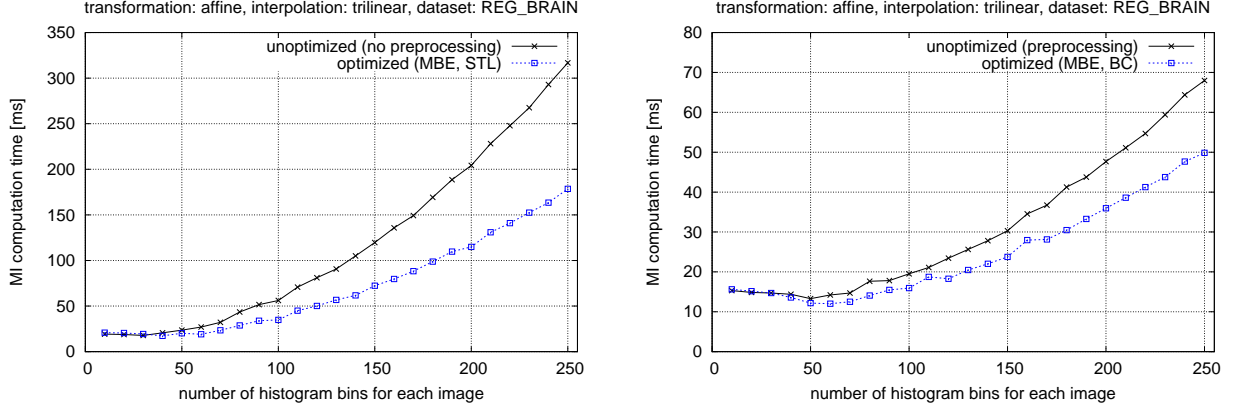 transformation: affine, interpolation: trilinear, dataset: REG_BRAIN
350
300
250
200
150
100
50
0
MI computation time [ms]
unoptimized (no preprocessing)
optimized (MBE, STL)
0 50 100 150 200 250
number of histogram bins for each image
transformation: affine, interpolation: trilinear, dataset: REG_BRAIN
80
70
60
50
40
30
20
10
0
MI computation time [ms]
unoptimized (preprocessing)
optimized (MBE, BC)
0 50 100 150 200 250
number of histogram bins for each image